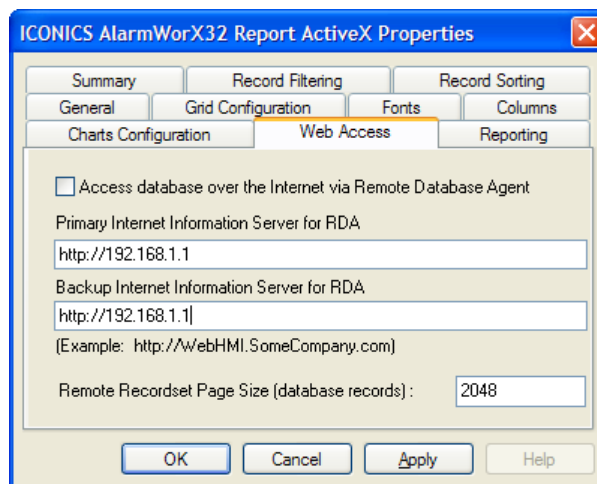 ICONICS AlarmWorX32 Report ActiveX Properties
Summary Record Filtering Record Sorting
General Grid Configuration Fonts Columns
Charts Configuration Web Access Reporting
Access database over the Internet via Remote Database Agent
Primary Internet Information Server for RDA
http://192.168.1.1
Backup Internet Information Server for RDA
http://192.168.1.1
(Example: http://WebHMI.SomeCompany.com)
Remote Recordset Page Size (database records) : 2048
OK Cancel Apply Help